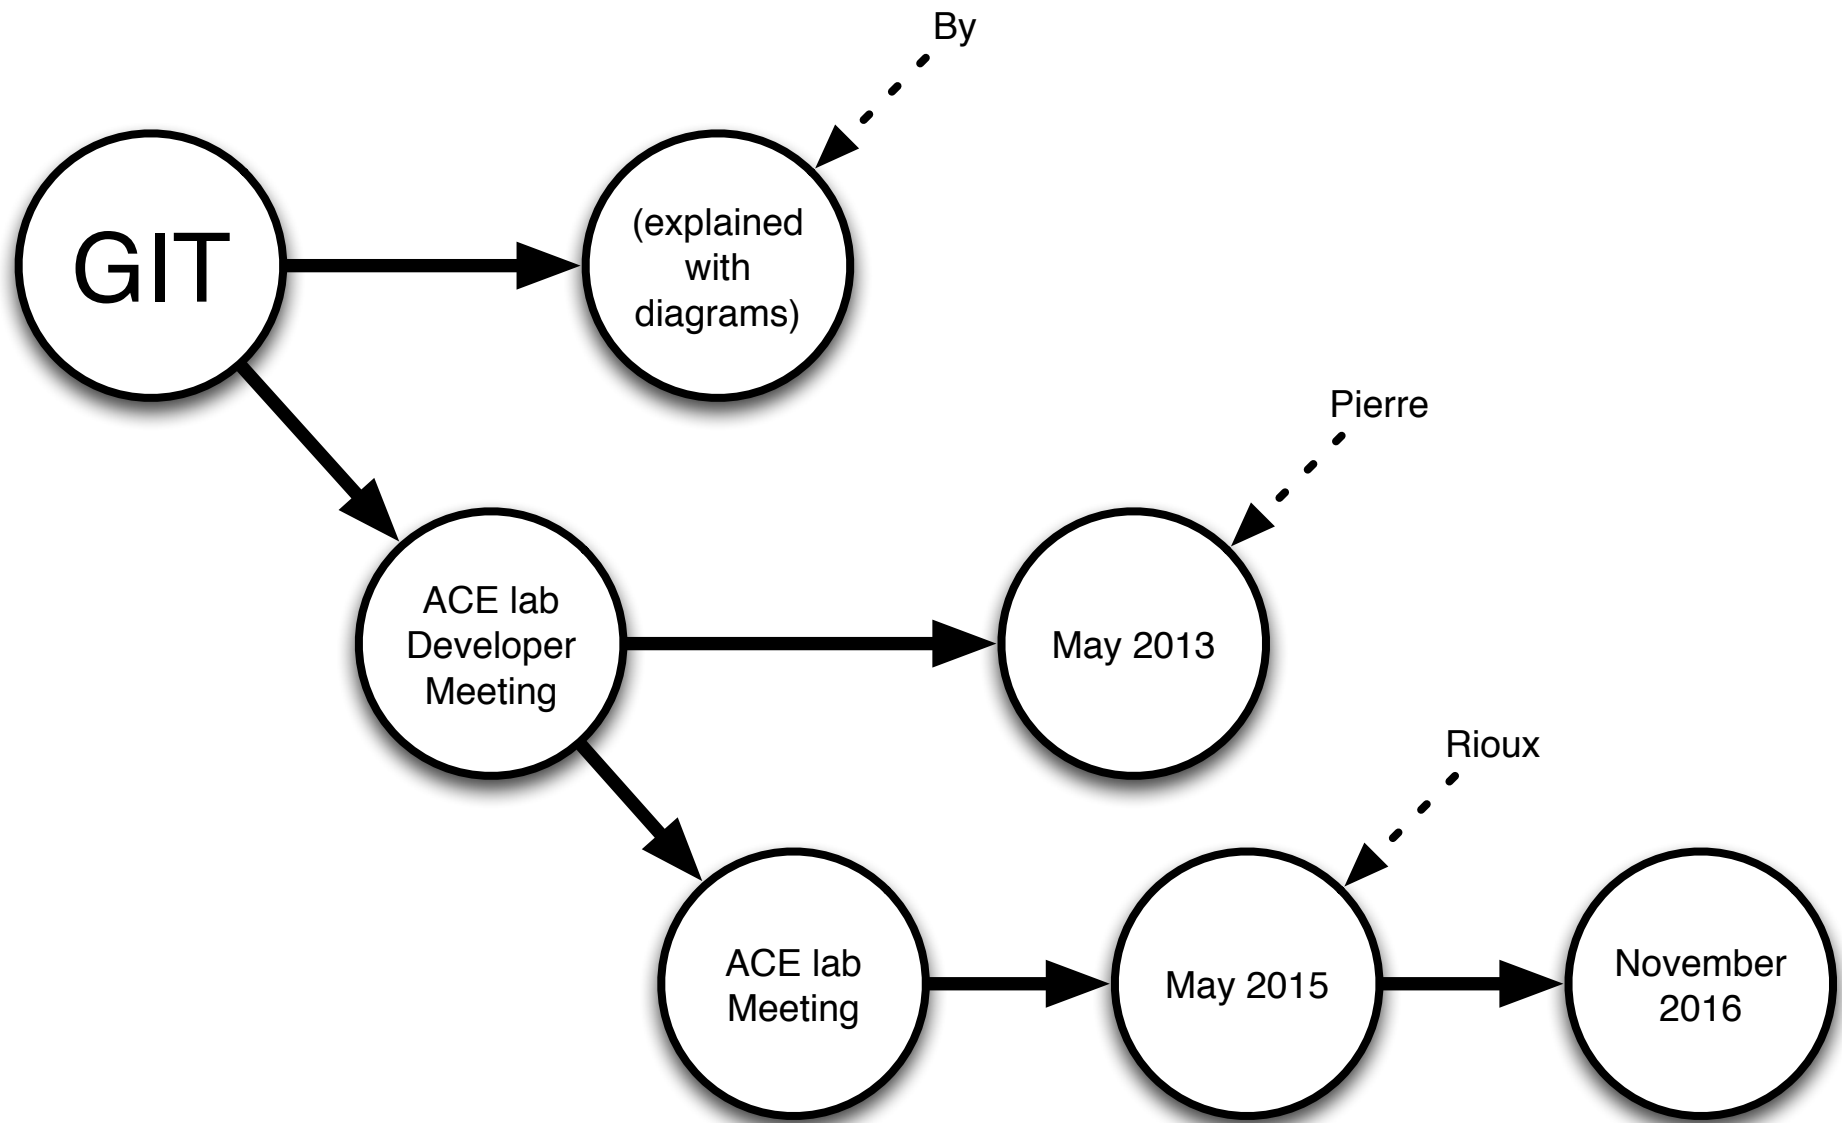 By
GIT
(explained
with
diagrams)
Pierre
ACE lab
Developer
Meeting
May 2013
Rioux
ACE lab
Meeting
May 2015
November
2016